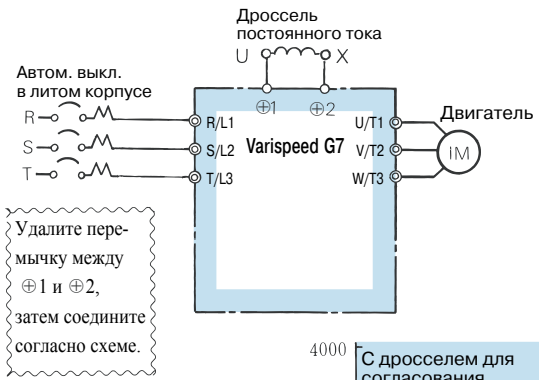 Дроссель
постоянного тока
U X
Автом. выкл.
в литом корпусе
⊕1 ⊕2
R R/L1 U/T1 Двигатель
S S/L2 Varispeed G7 V/T2 IM
T T/L3 W/T3
Удалите пере-
мычку между
⊕1 и ⊕2,
затем соедините
согласно схеме.
4000 С дросселем для
согласования